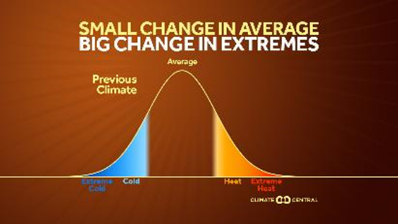 SMALL CHANGE IN AVERAGE
BIG CHANGE IN EXTREMES
Average
Previous
Climate
Extreme
Cold
Cold
Heat
Extreme
Heat
CLIMATE CENTRAL